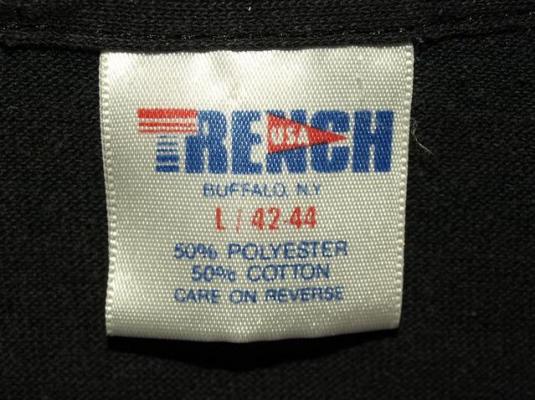 TRENCH
USA
BUFFALO, N.Y
L / 42-44
50% POLYESTER
50% COTTON
CARE ON REVERSE